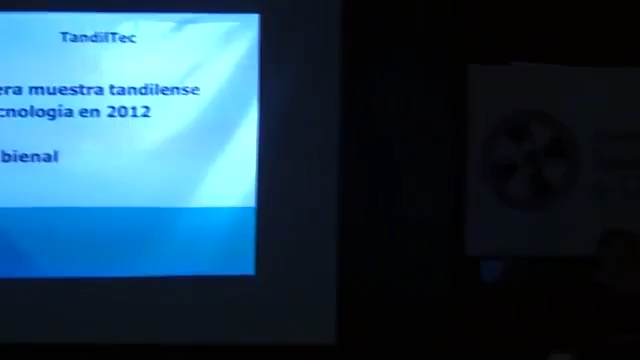 TandilTec
era muestra tandilense
cnología en 2012
bienal